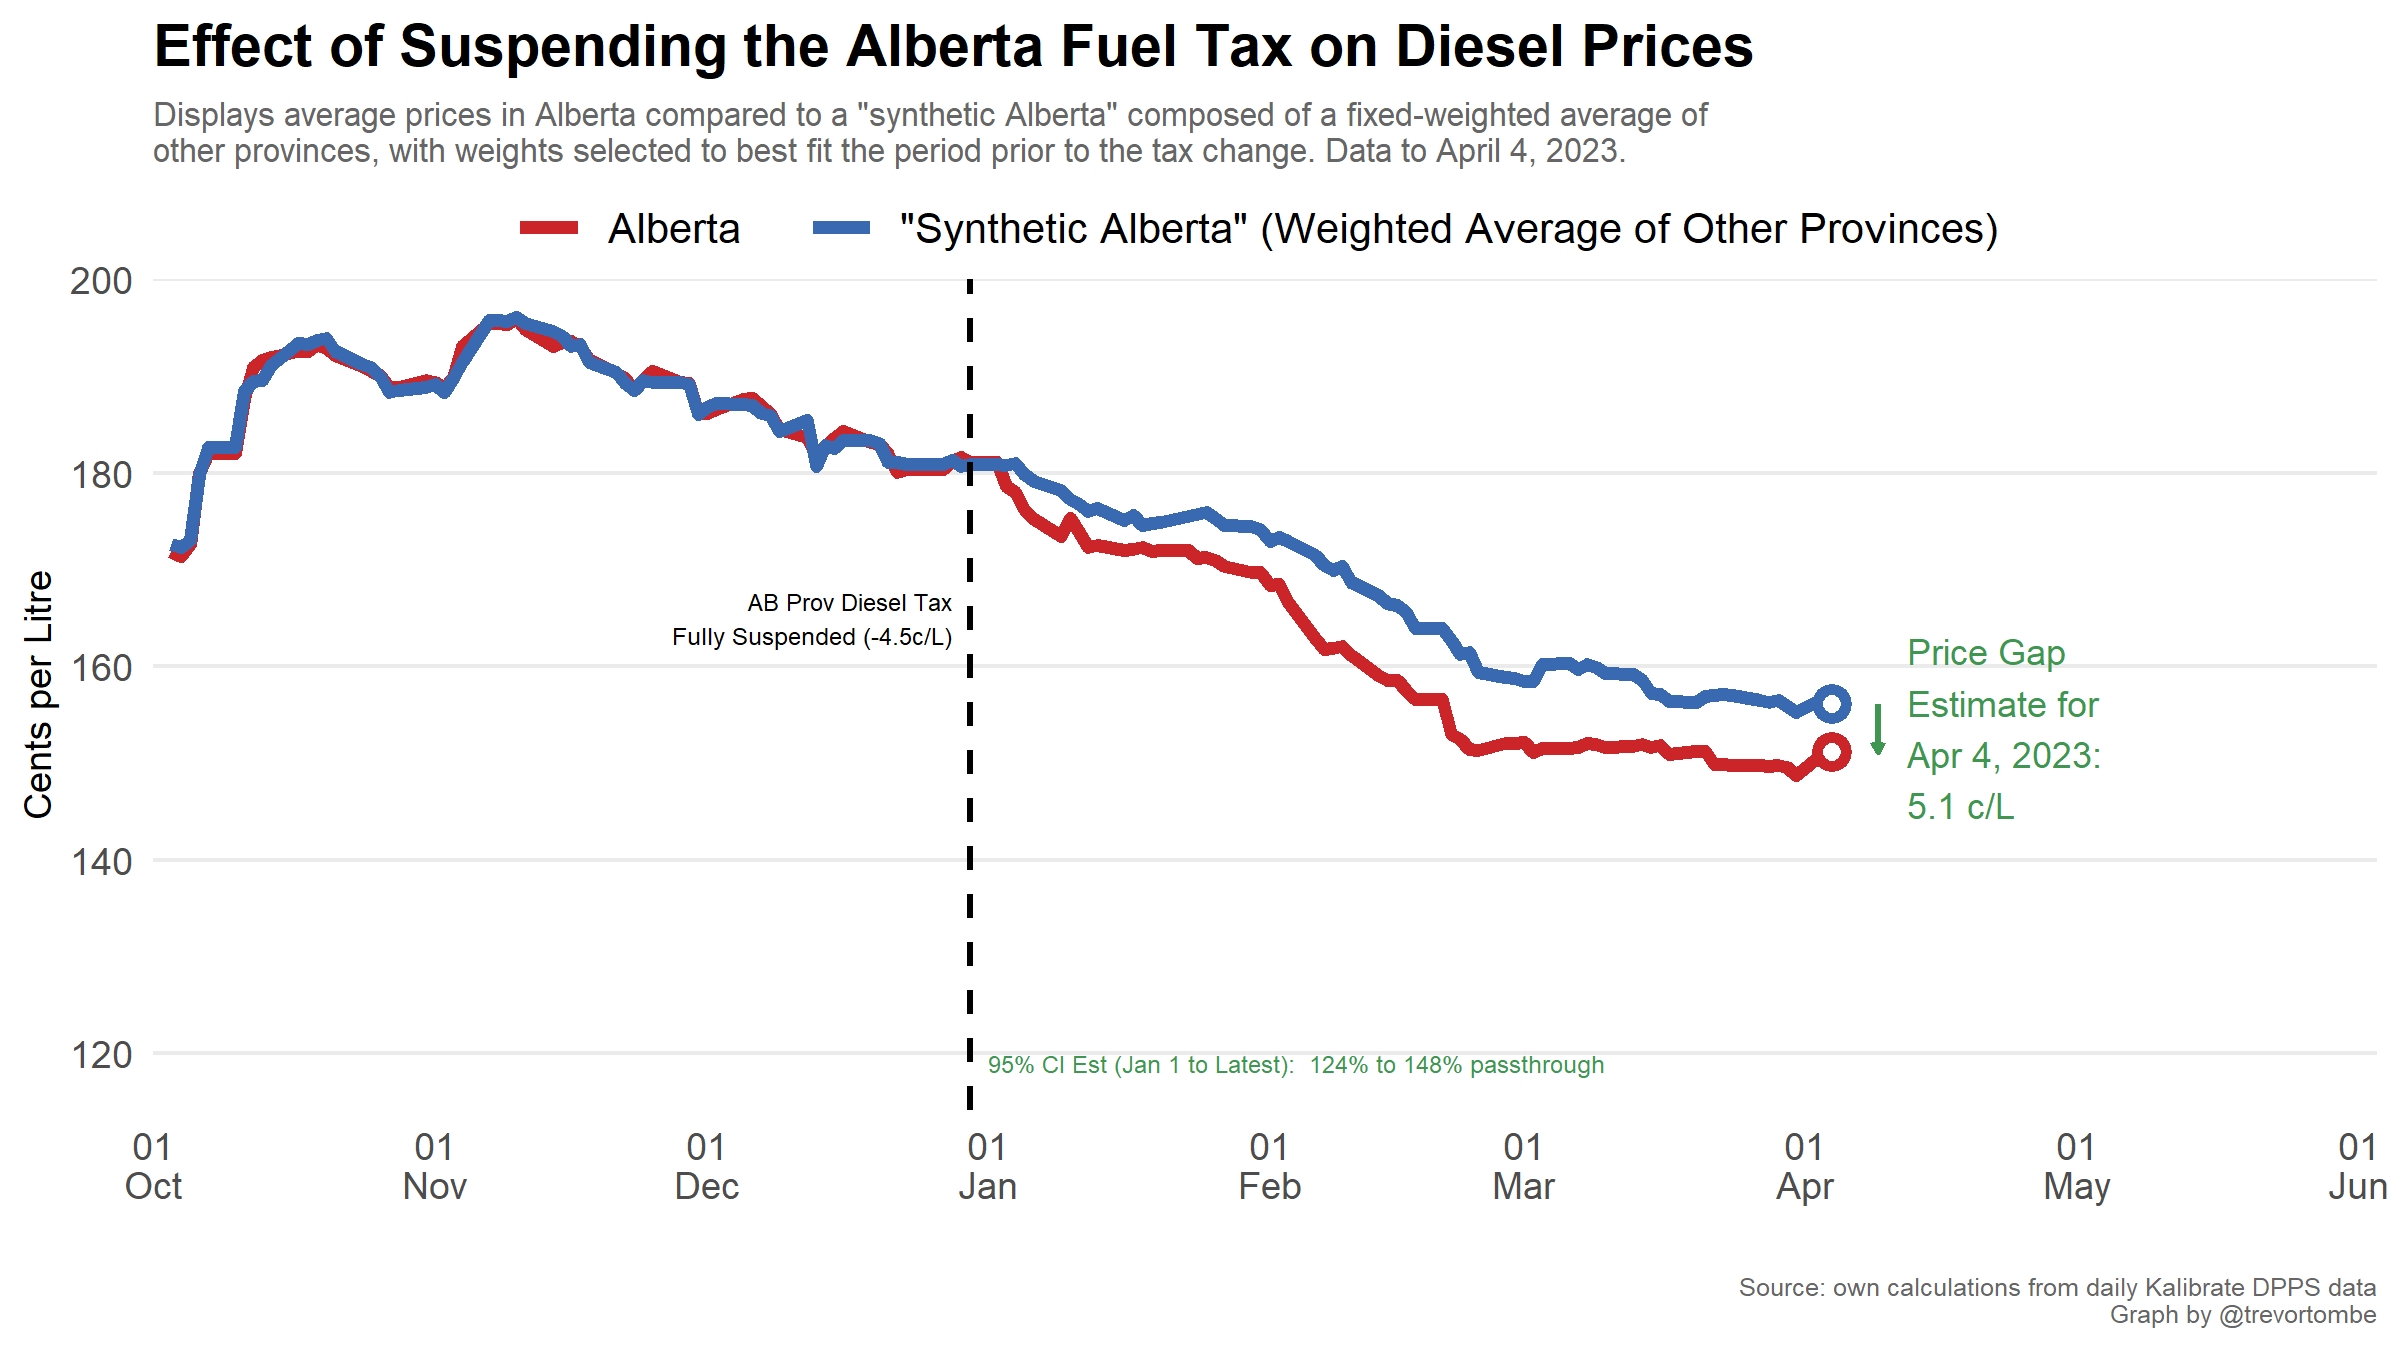 Effect of Suspending the Alberta Fuel Tax on Diesel Prices
Displays average prices in Alberta compared to a "synthetic Alberta" composed of a fixed-weighted average of
other provinces, with weights selected to best fit the period prior to the tax change. Data to April 4, 2023.
Alberta
"Synthetic Alberta" (Weighted Average of Other Provinces)
Cents per Litre
200
180
160
140
120
AB Prov Diesel Tax
Fully Suspended (-4.5c/L)
Price Gap
Estimate for
Apr 4, 2023:
5.1 c/L
95% CI Est (Jan 1 to Latest):  124% to 148% passthrough
01
Oct
01
Nov
01
Dec
01
Jan
01
Feb
01
Mar
01
Apr
01
May
01
Jun
Source: own calculations from daily Kalibrate DPPS data
Graph by @trevortombe